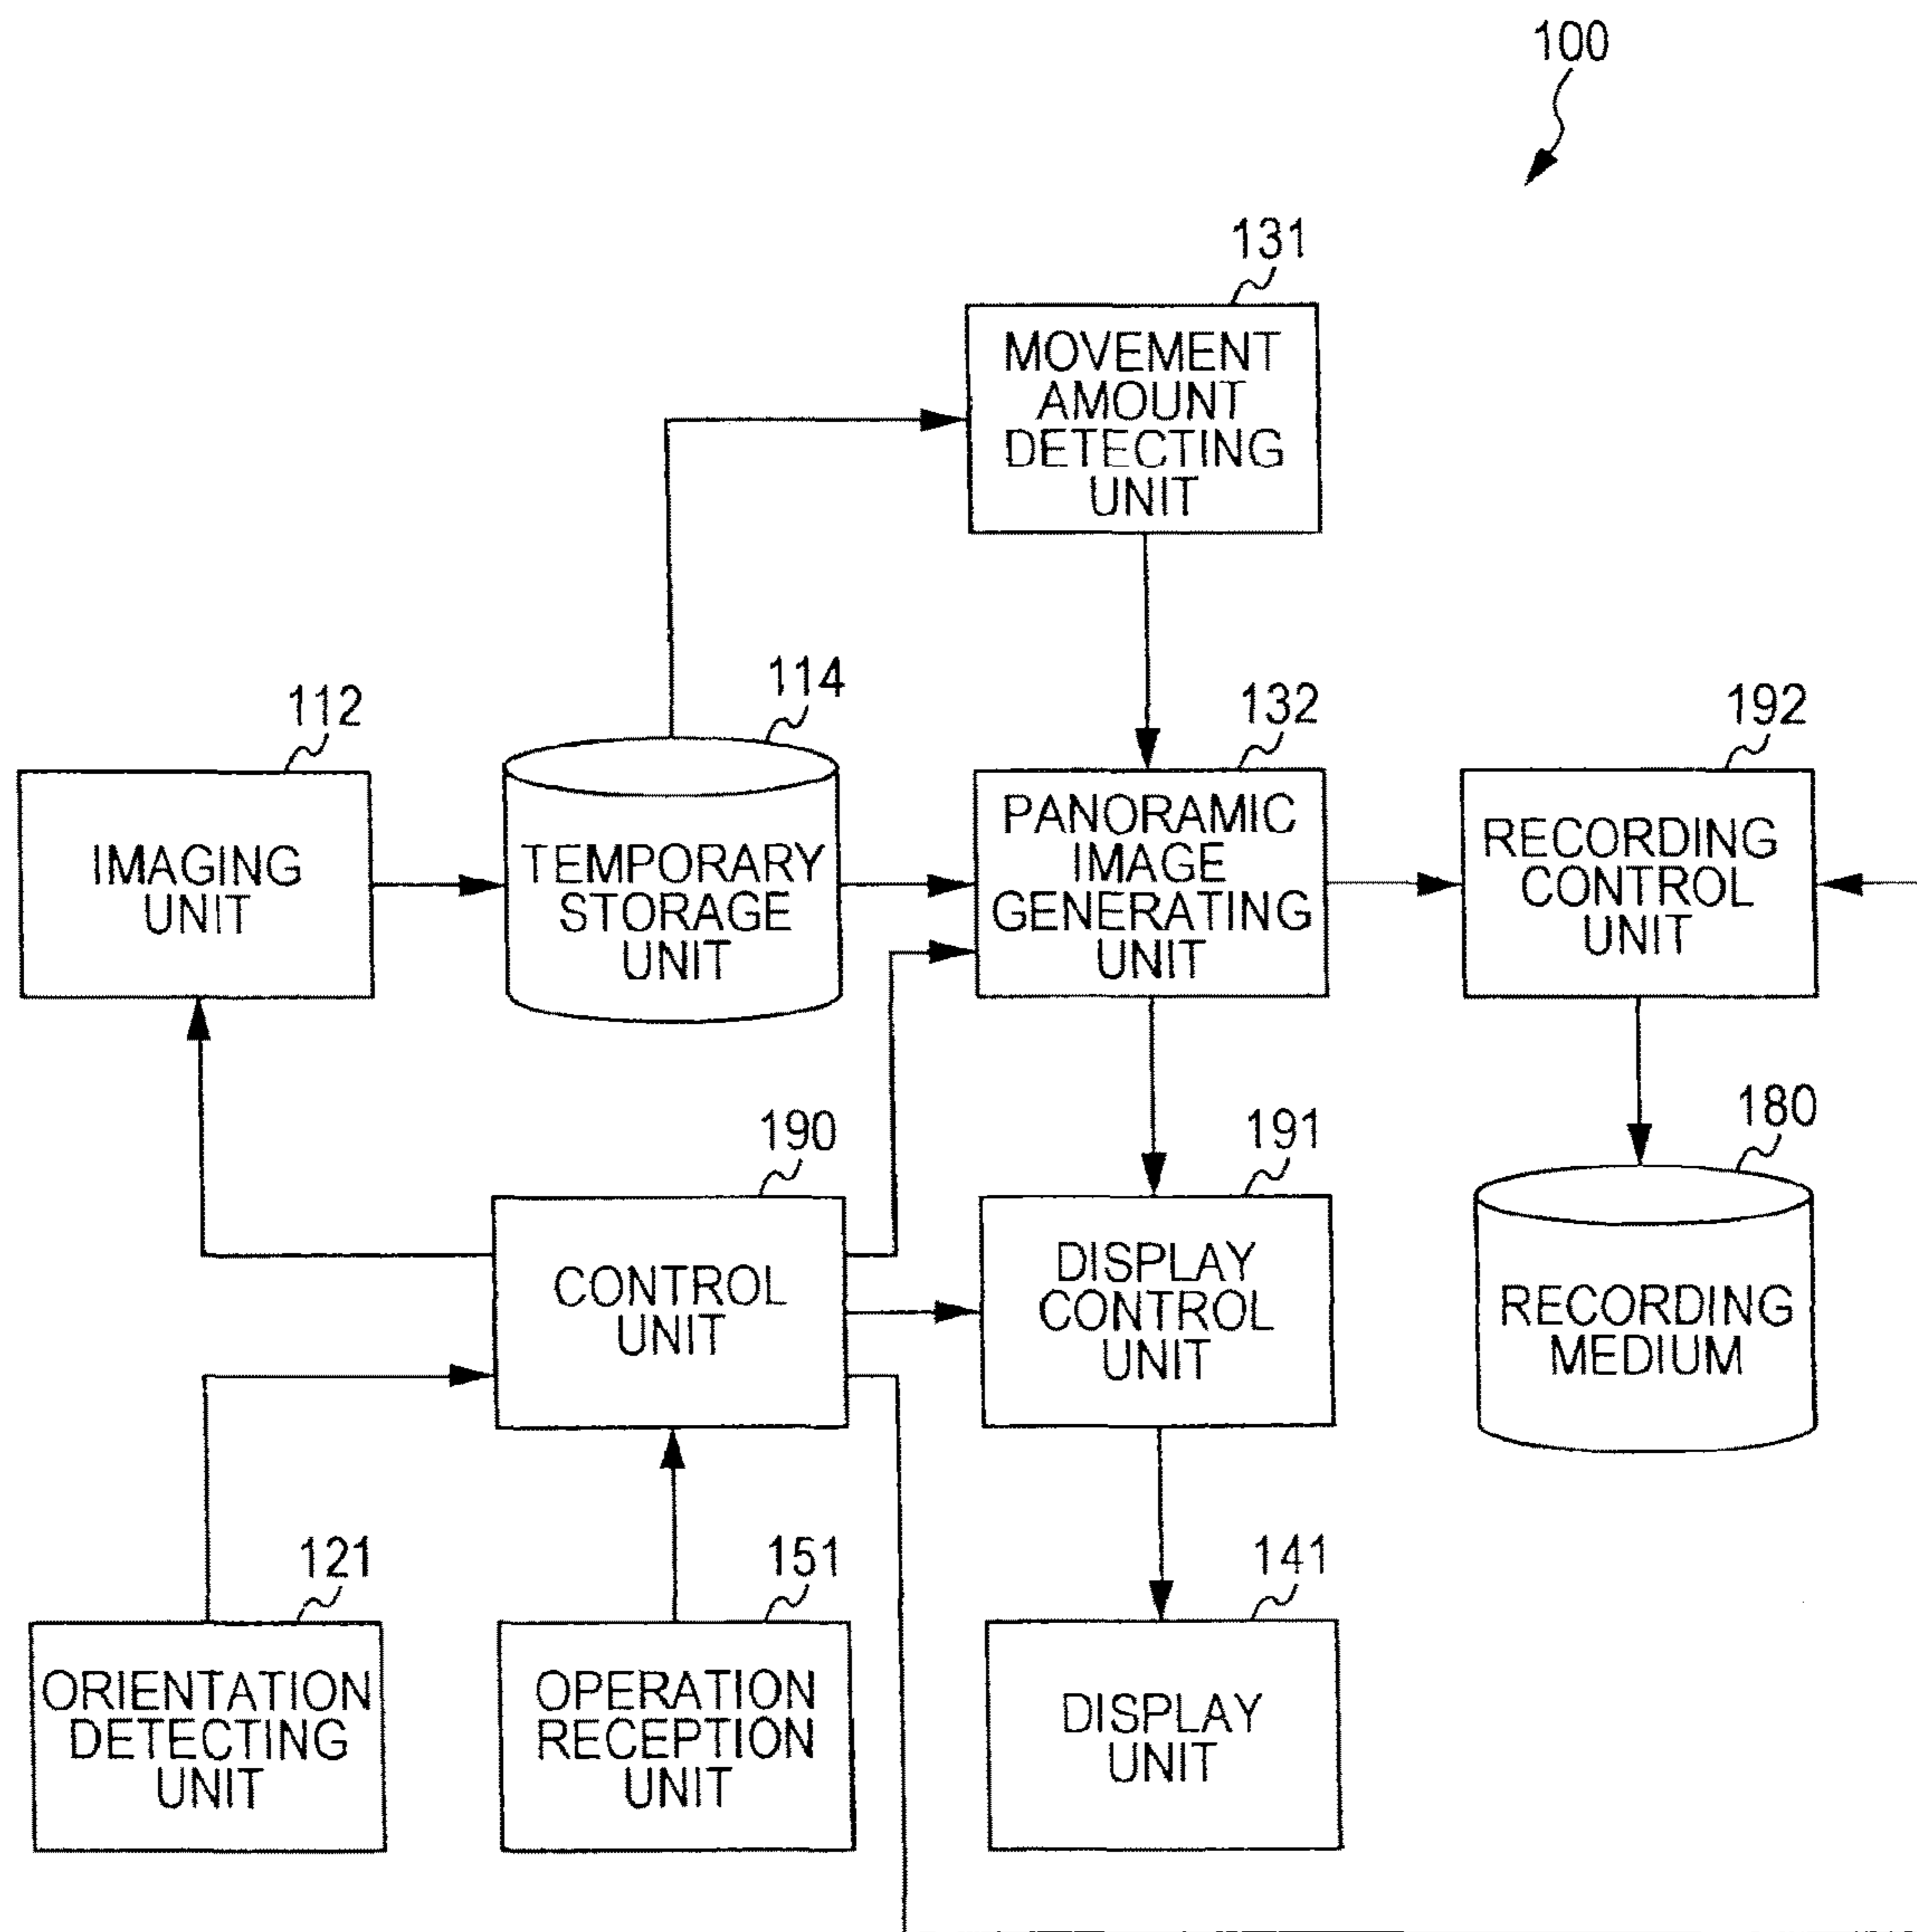 100
131
MOVEMENT
AMOUNT
DETECTING
UNIT
112
IMAGING
UNIT
114
TEMPORARY
STORAGE
UNIT
132
PANORAMIC
IMAGE
GENERATING
UNIT
192
RECORDING
CONTROL
UNIT
190
CONTROL
UNIT
191
DISPLAY
CONTROL
UNIT
180
RECORDING
MEDIUM
121
ORIENTATION
DETECTING
UNIT
151
OPERATION
RECEPTION
UNIT
141
DISPLAY
UNIT